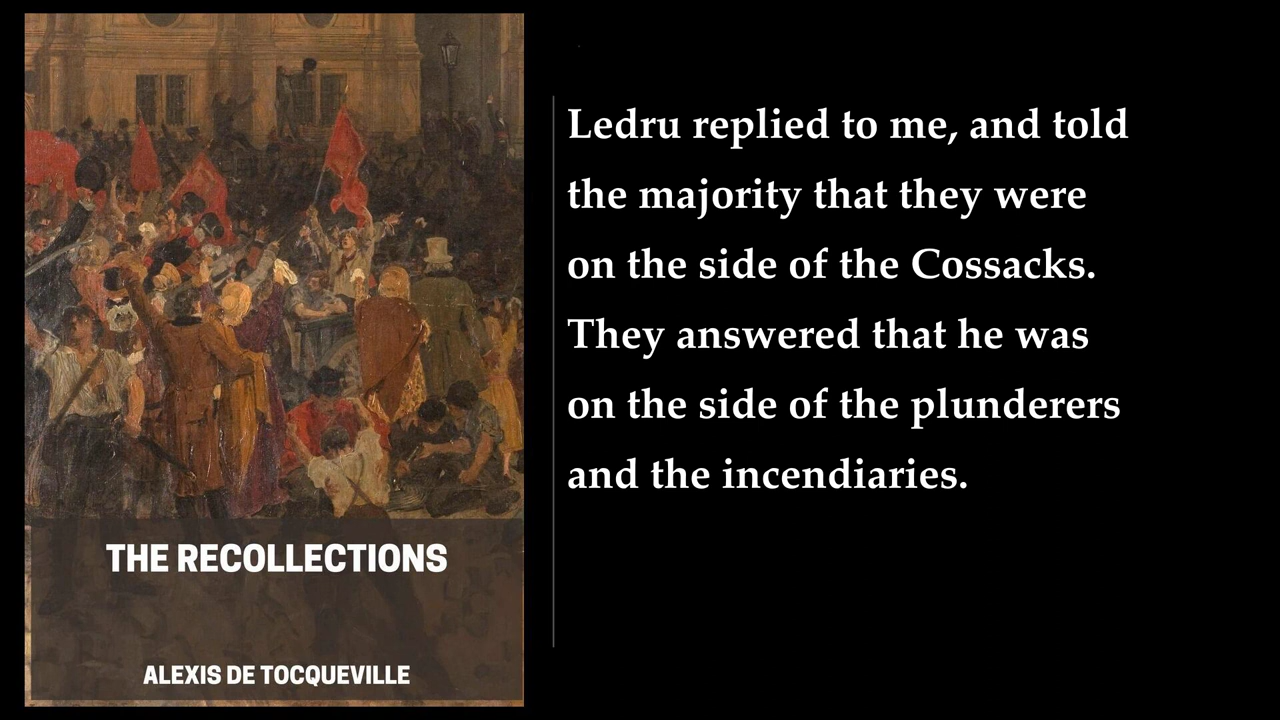 THE RECOLLECTIONS
ALEXIS DE TOCQUEVILLE
Ledru replied to me, and told
the majority that they were
on the side of the Cossacks.
They answered that he was
on the side of the plunderers
and the incendiaries.